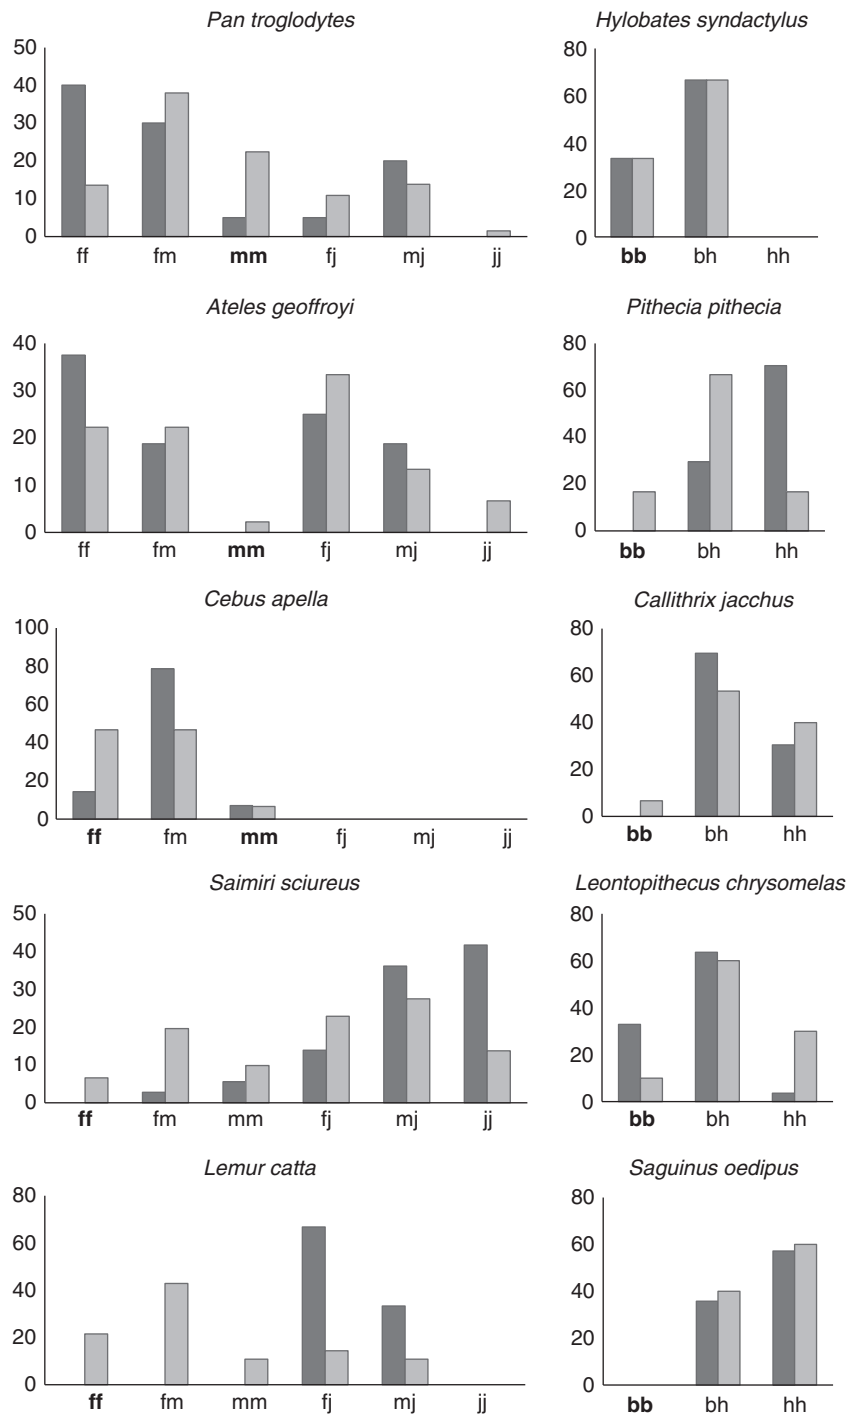 Pan troglodytes
50
40
30
20
10
0
ff fm mm fj mj jj
Hylobates syndactylus
80
60
40
20
0
bb bh hh
Ateles geoffroyi
40
30
20
10
0
ff fm mm fj mj jj
Pithecia pithecia
80
60
40
20
0
bb bh hh
Cebus apella
100
80
60
40
20
0
ff fm mm fj mj jj
Callithrix jacchus
80
60
40
20
0
bb bh hh
Saimiri sciureus
50
40
30
20
10
0
ff fm mm fj mj jj
Leontopithecus chrysomelas
80
60
40
20
0
bb bh hh
Lemur catta
80
60
40
20
0
ff fm mm fj mj jj
Saguinus oedipus
80
60
40
20
0
bb bh hh